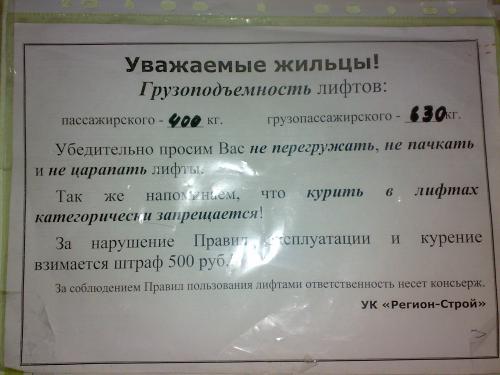 Уважаемые жильцы!
Грузоподъемность лифтов:
пассажирского - 400 кг. грузопассажирского - 630 кг.
Убедительно просим Вас не перегружать, не пачкать
и не царапать лифты.
Так же напоминаем, что курить в лифтах
категорически запрещается!
За нарушение Правил эксплуатации и курение
взимается штраф 500 руб.
За соблюдением Правил пользования лифтами ответственность несет консьерж.
УК «Регион-Строй»